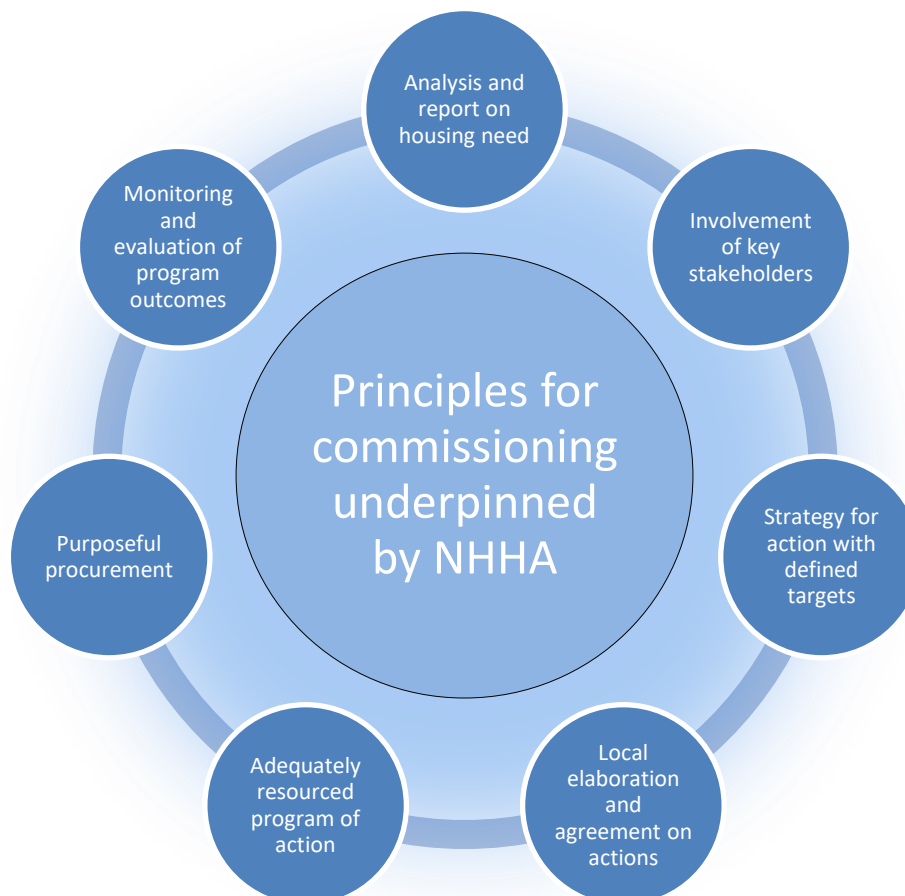 Analysis and
report on
housing need
Involvement
of key
stakeholders
Strategy for
action with
defined
targets
Local
elaboration
and
agreement on
actions
Adequately
resourced
program of
action
Purposeful
procurement
Monitoring
and
evaluation of
program
outcomes
Principles for
commissioning
underpinned
by NHHA